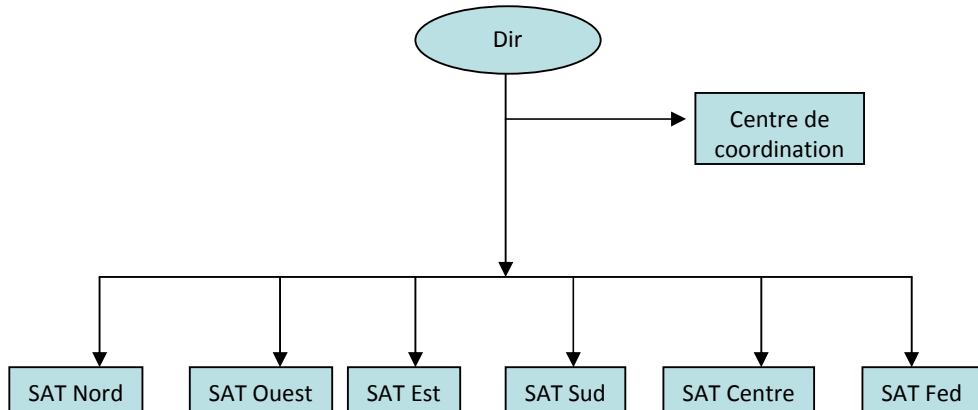 Dir
Centre de
coordination
SAT Nord
SAT Ouest
SAT Est
SAT Sud
SAT Centre
SAT Fed